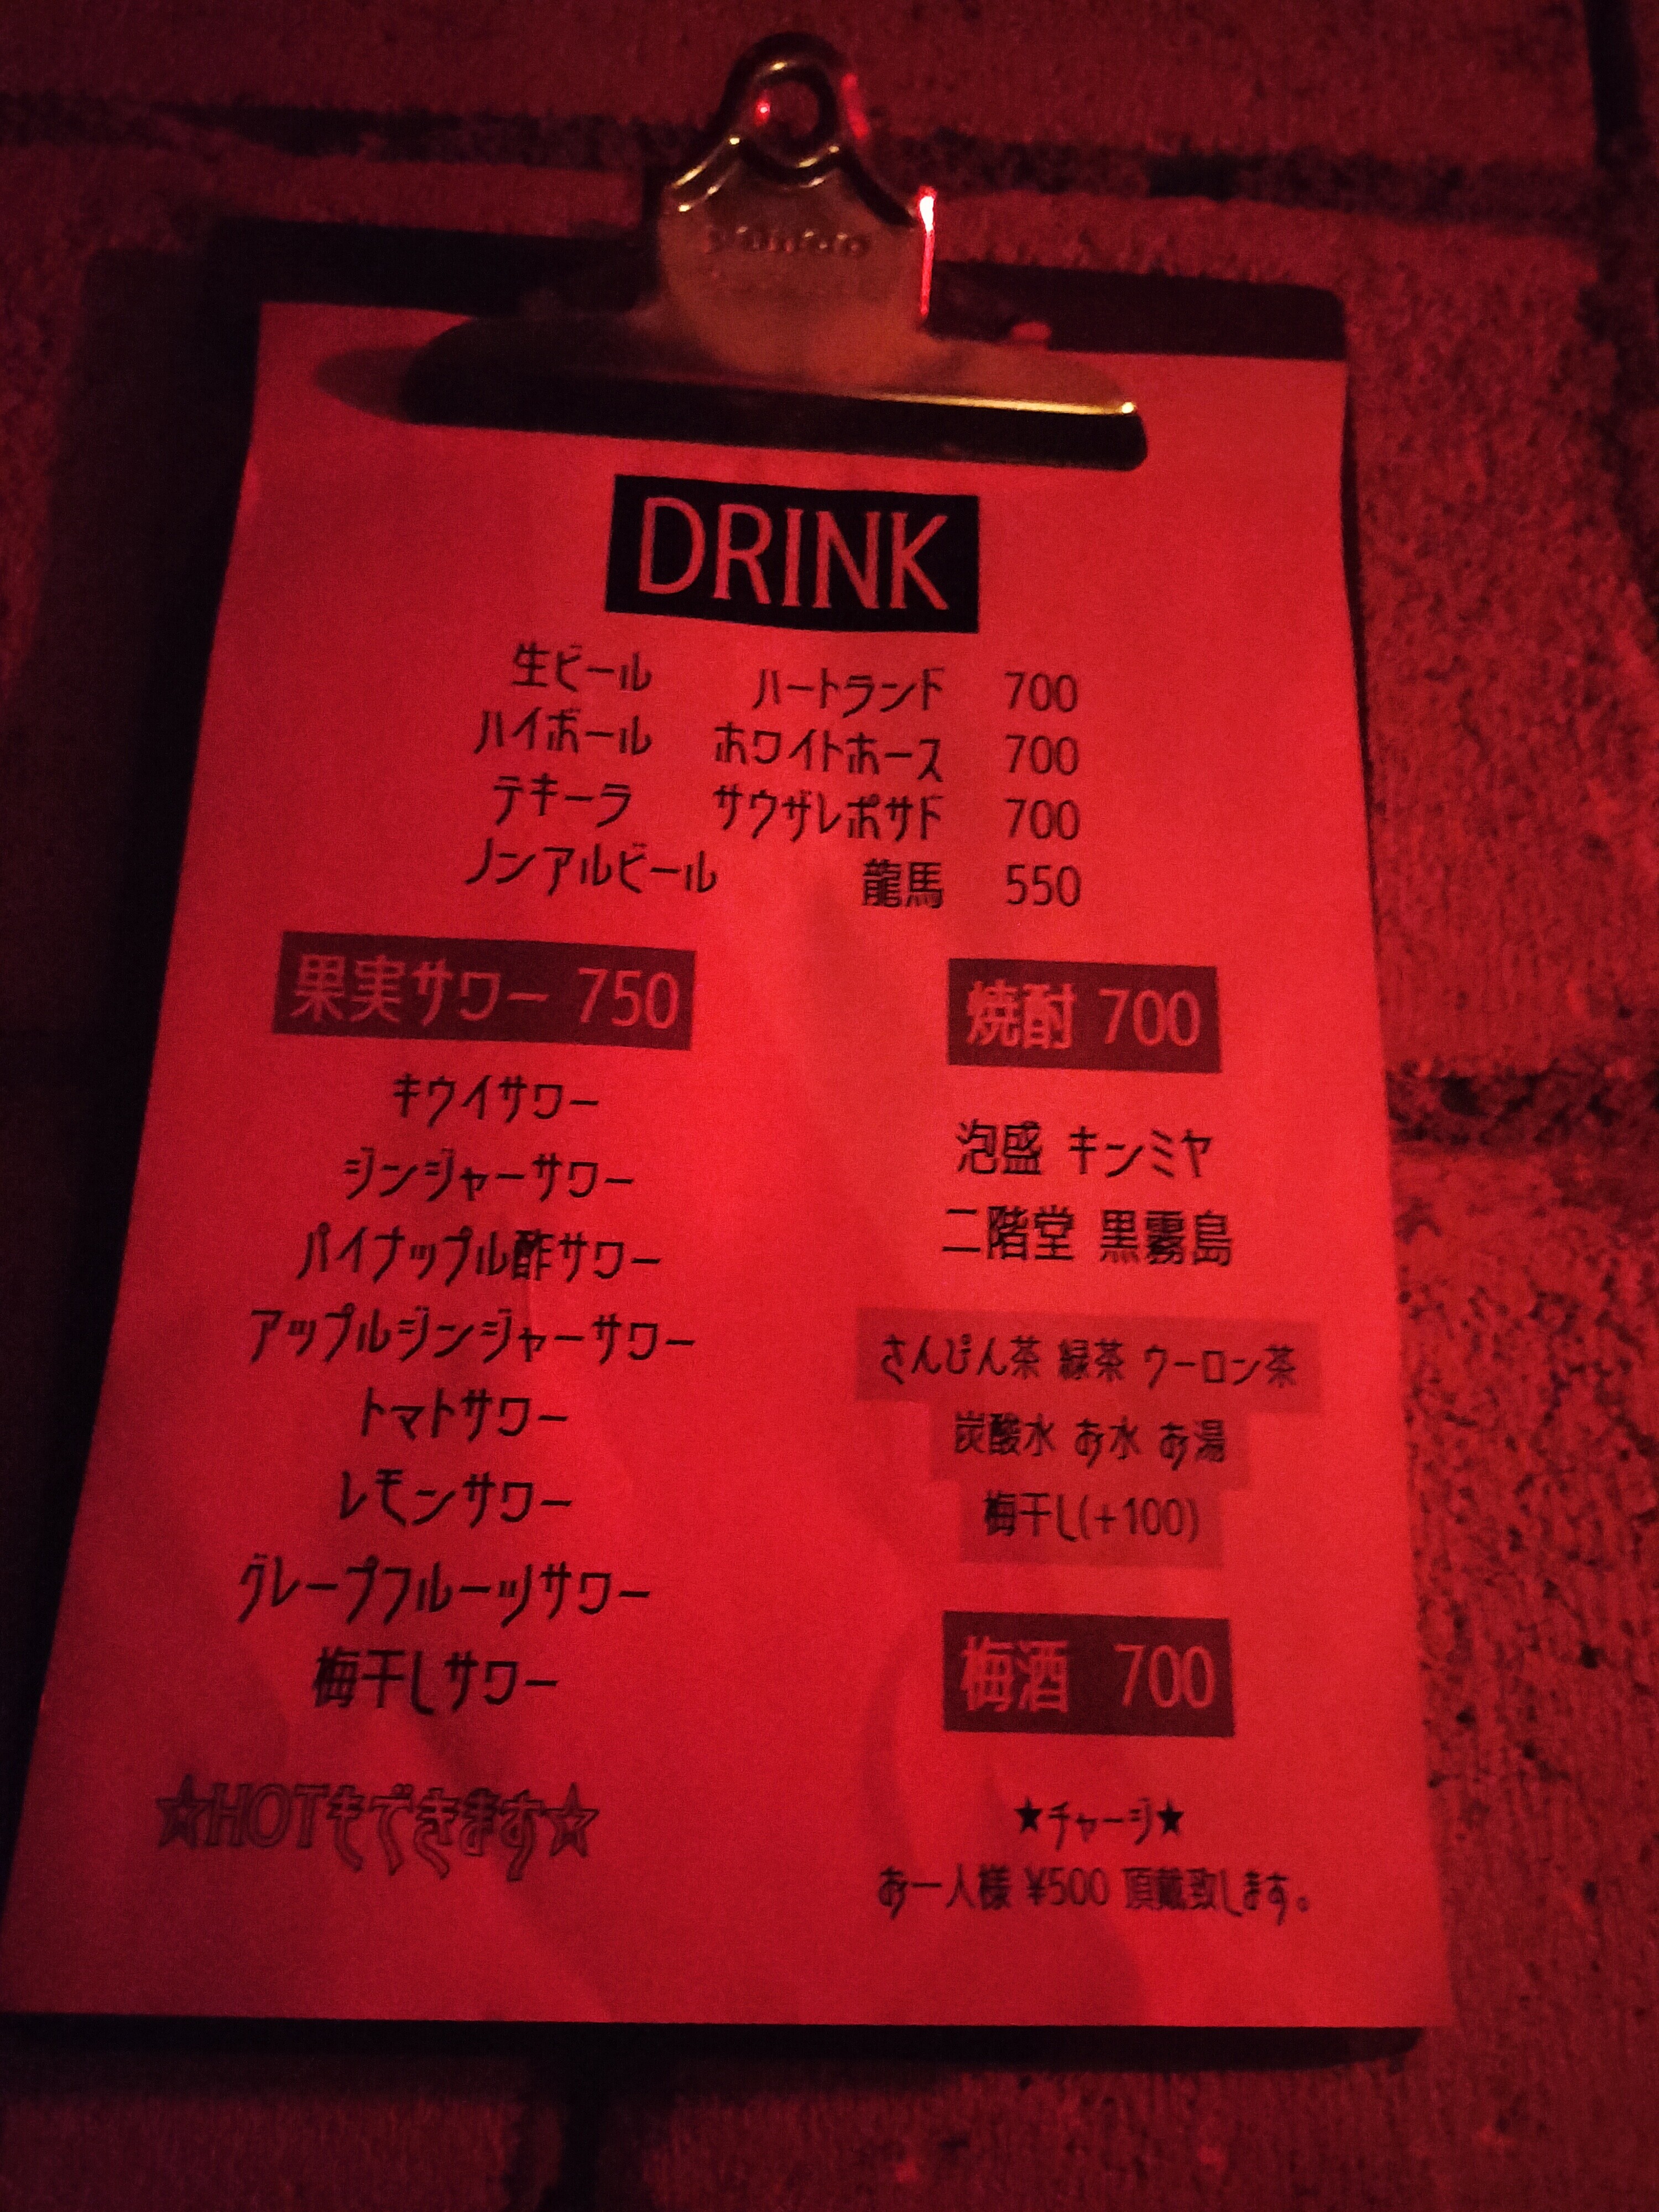 DRINK
生ビール ハートランド 700
ハイボール ホワイトホース 700
テキーラ サウザレポサド 700
ノンアルビール 龍馬 550
果実サワー 750
キウイサワー
ジンジャーサワー
パイナップル酢サワー
アップルジンジャーサワー
トマトサワー
レモンサワー
グレープフルーツサワー
梅干しサワー
☆HOTもできます☆
焼酎 700
泡盛 キンミヤ
二階堂 黒霧島
さんぴん茶 緑茶 ウーロン茶
炭酸水 お水 お湯
梅干し(+100)
梅酒 700
★チャージ★
お一人様 ¥500 頂戴致します。